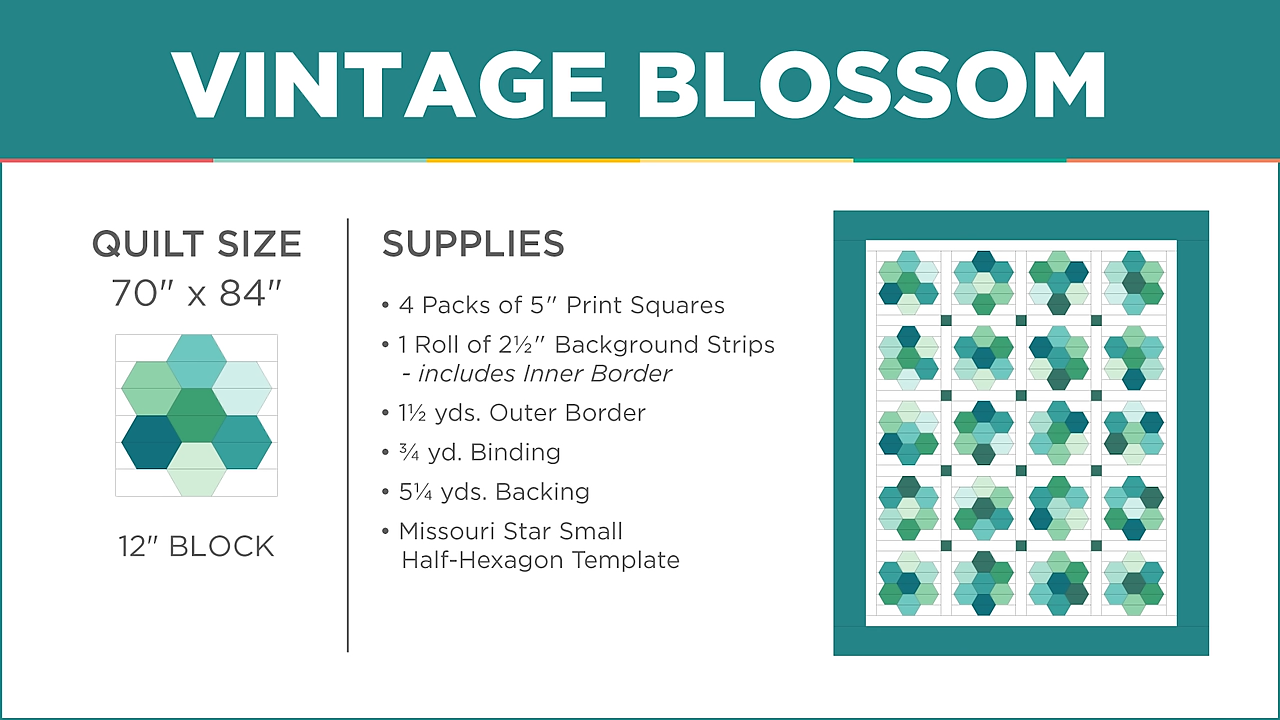 VINTAGE BLOSSOM
QUILT SIZE
70" x 84"
12" BLOCK
SUPPLIES
• 4 Packs of 5" Print Squares
• 1 Roll of 2½" Background Strips
- includes Inner Border
• 1½ yds. Outer Border
• ¾ yd. Binding
• 5¼ yds. Backing
• Missouri Star Small
Half-Hexagon Template